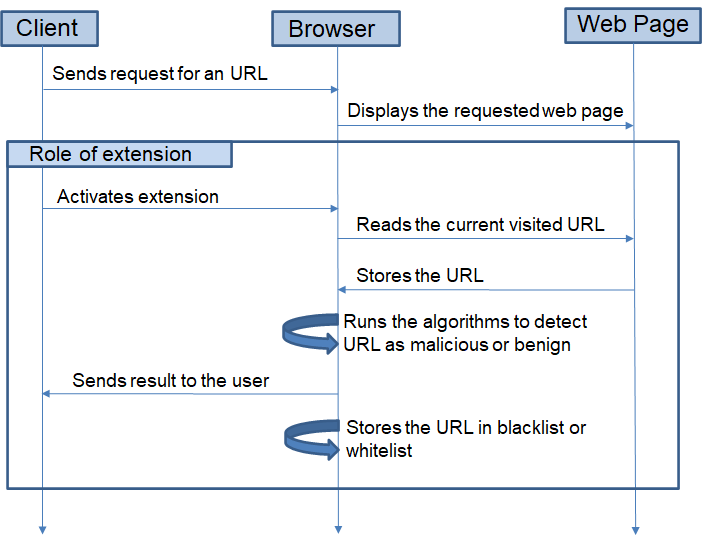 Client
Browser
Web Page
Sends request for an URL
Displays the requested web page
Role of extension
Activates extension
Reads the current visited URL
Stores the URL
Runs the algorithms to detect
URL as malicious or benign
Sends result to the user
Stores the URL in blacklist or
whitelist